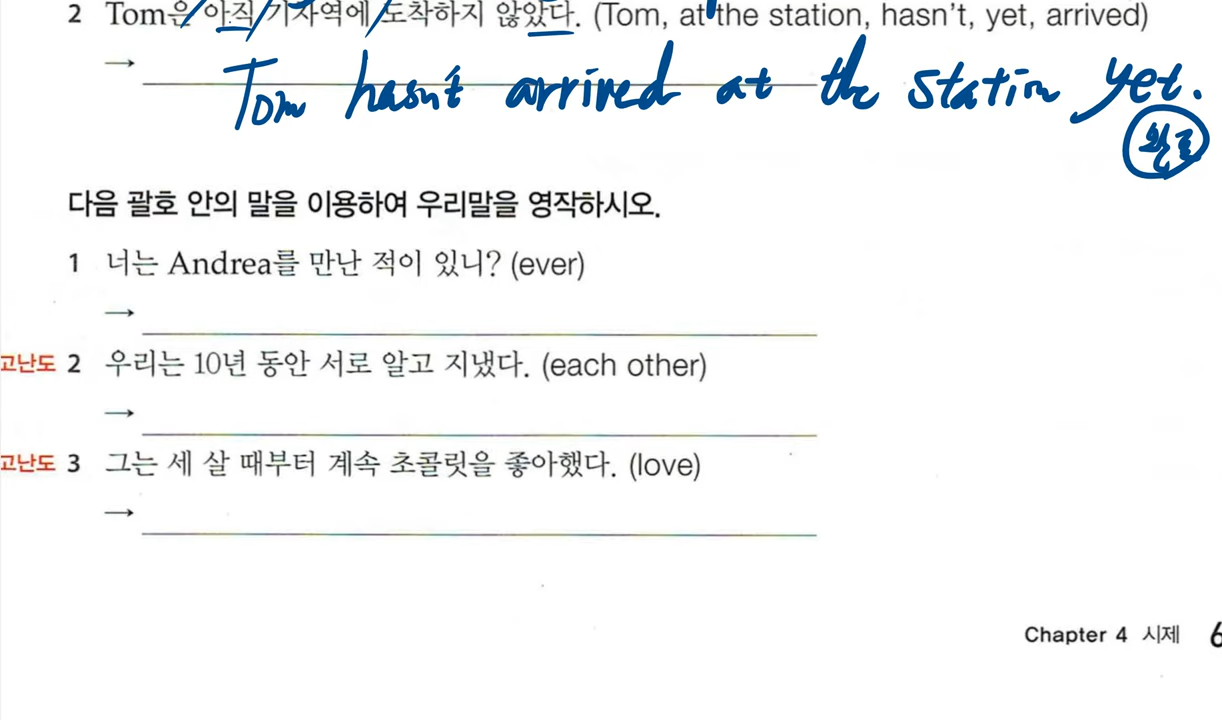 2 Tom은 아직 기차역에 도착하지 않았다. (Tom, at the station, hasn't, yet, arrived)
→ Tom hasn't arrived at the station yet.
완료
다음 괄호 안의 말을 이용하여 우리말을 영작하시오.
1 너는 Andrea를 만난 적이 있니? (ever)
→
고난도 2 우리는 10년 동안 서로 알고 지냈다. (each other)
→
고난도 3 그는 세 살 때부터 계속 초콜릿을 좋아했다. (love)
→
Chapter 4 시제 6